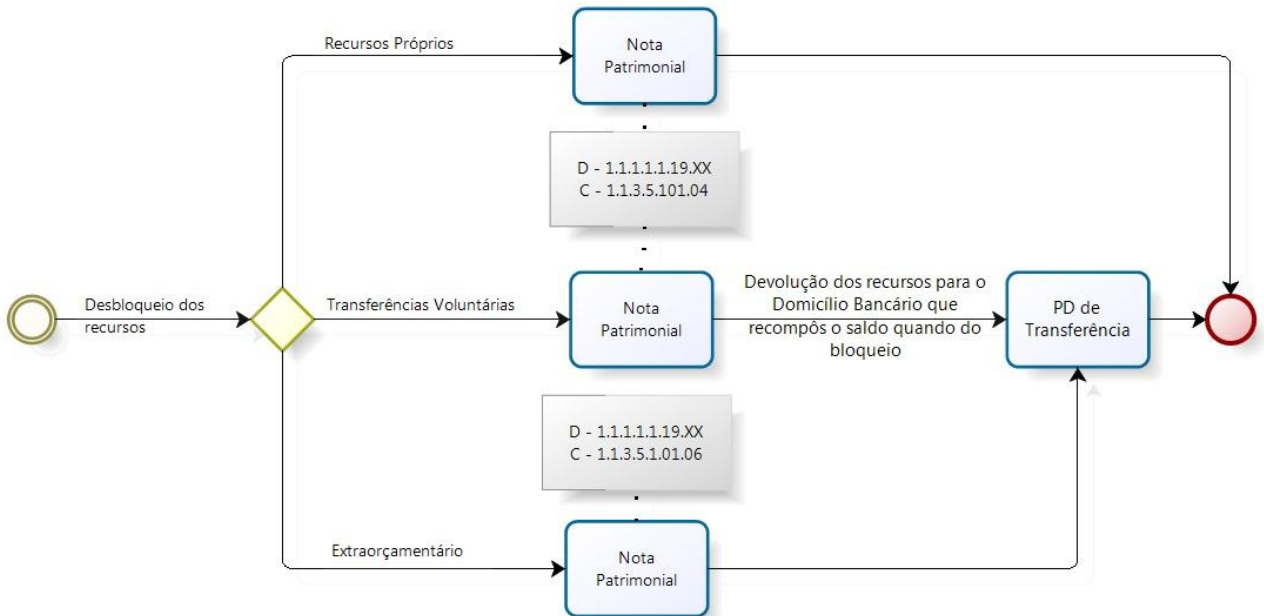 Recursos Próprios
Nota
Patrimonial
D - 1.1.1.1.1.19.XX
C - 1.1.3.5.101.04
Desbloqueio dos
recursos
Transferências Voluntárias
Nota
Patrimonial
Devolução dos recursos para o
Domicílio Bancário que
recompôs o saldo quando do
bloqueio
PD de
Transferência
D - 1.1.1.1.1.19.XX
C - 1.1.3.5.1.01.06
Extraorçamentário
Nota
Patrimonial